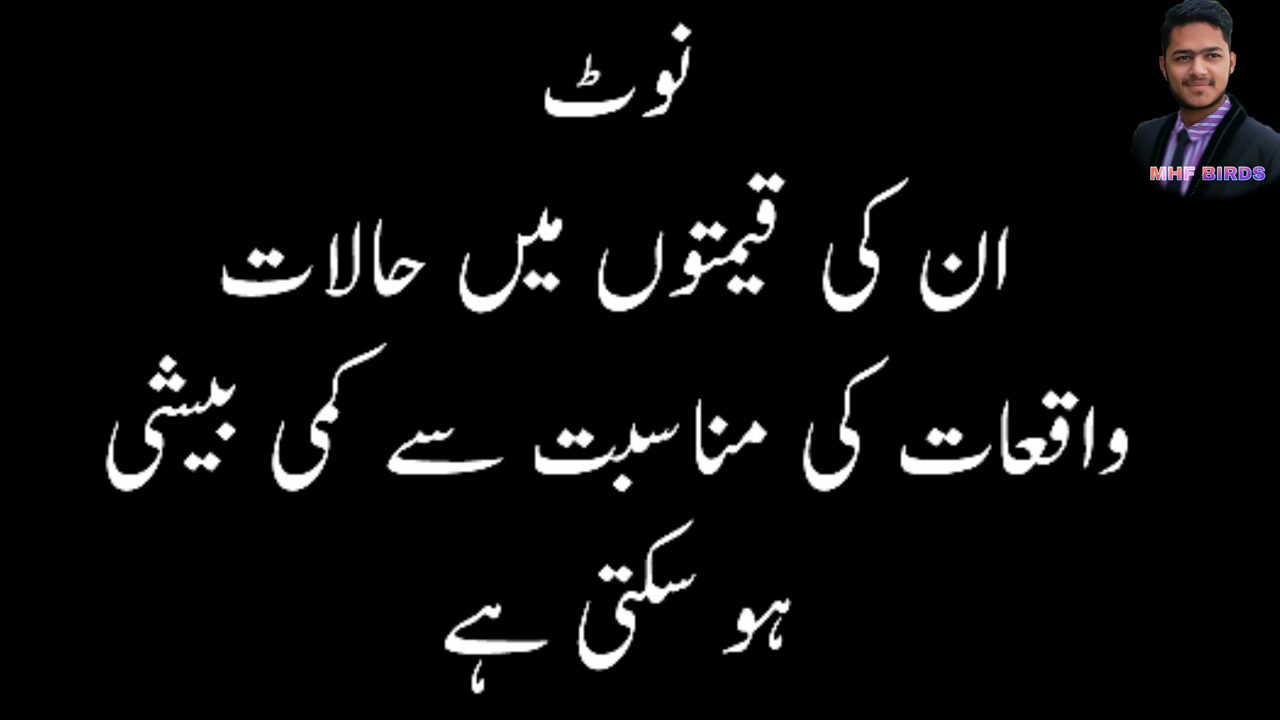 نوٹ
ان کی قیمتوں میں حالات
واقعات کی مناسبت سے کمی بیشی
ہو سکتی ہے
MHF BIRDS